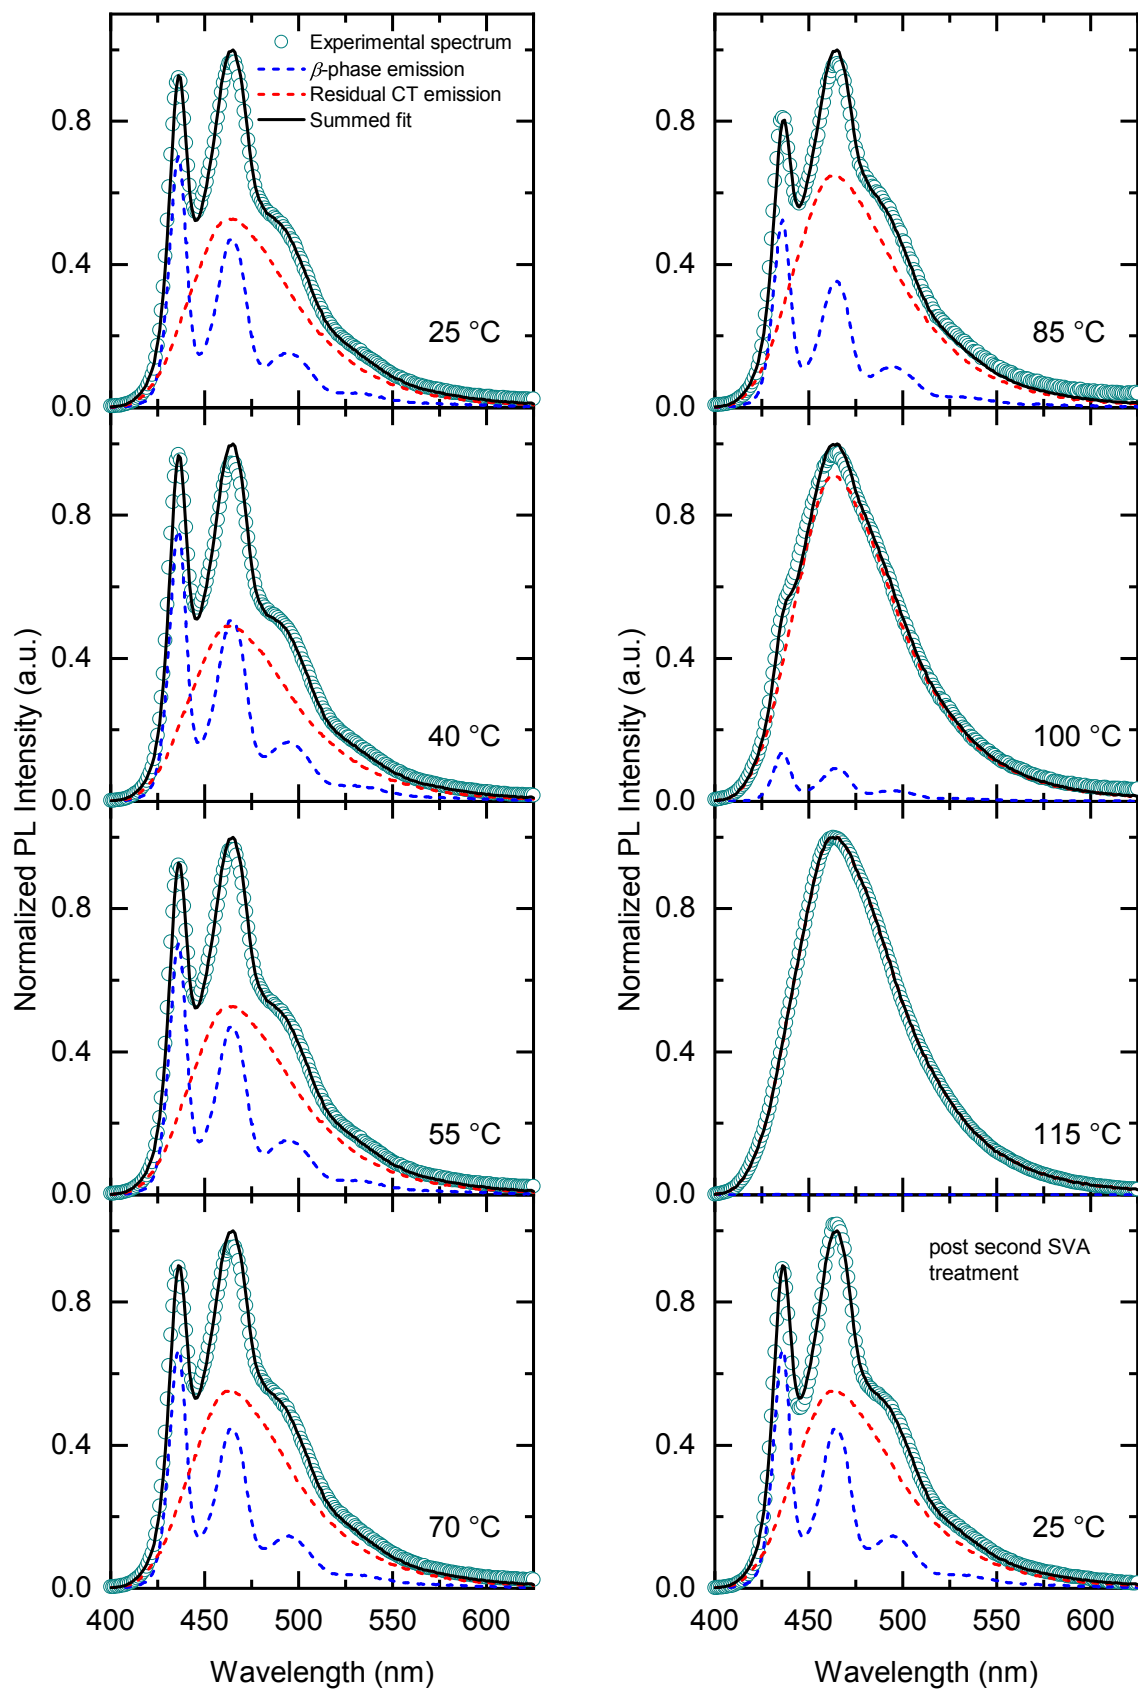 Experimental spectrum
β-phase emission
Residual CT emission
Summed fit
0.8
0.4
0.0
25 °C
0.8
0.4
0.0
40 °C
0.8
0.4
0.0
55 °C
0.8
0.4
0.0
70 °C
400 450 500 550 600
Wavelength (nm)
Normalized PL Intensity (a.u.)
0.8
0.4
0.0
85 °C
0.8
0.4
0.0
100 °C
0.8
0.4
0.0
115 °C
post second SVA
treatment
0.8
0.4
0.0
25 °C
400 450 500 550 600
Wavelength (nm)
Normalized PL Intensity (a.u.)